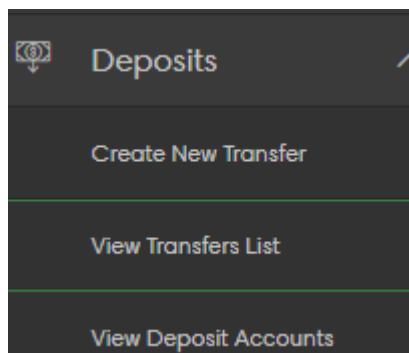 Deposits
Create New Transfer
View Transfers List
View Deposit Accounts